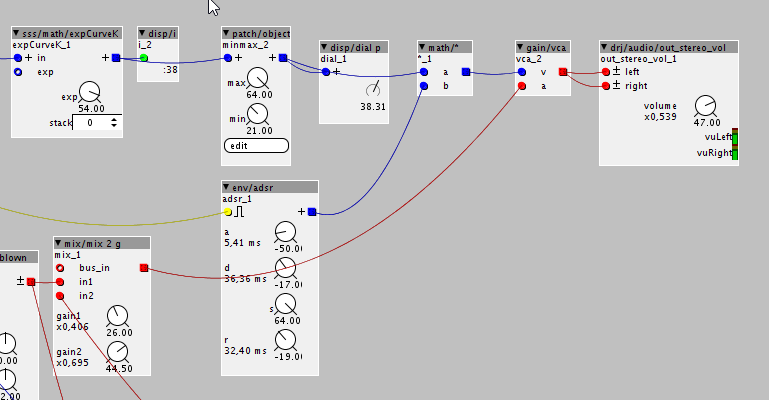 sss/math/expCurveK
expCurveK_1
in
exp
exp
54.00
stack
0
disp/i
i_2
:38
patch/object
minmax_2
max
64.00
min
21.00
edit
disp/dial p
dial_1
38.31
math/*
*_1
a
b
gain/vca
vca_2
v
a
drj/audio/out_stereo_vol
out_stereo_vol_1
left
right
volume
x0,539
47.00
vuLeft
vuRight
env/adsr
adsr_1
a
5,41 ms
-50.0
d
36,36 ms
-17.0
s
64.00
r
32,40 ms
-19.0
blown
mix/mix 2 g
mix_1
bus_in
in1
in2
gain1
x0,406
26.00
gain2
x0,695
44.50